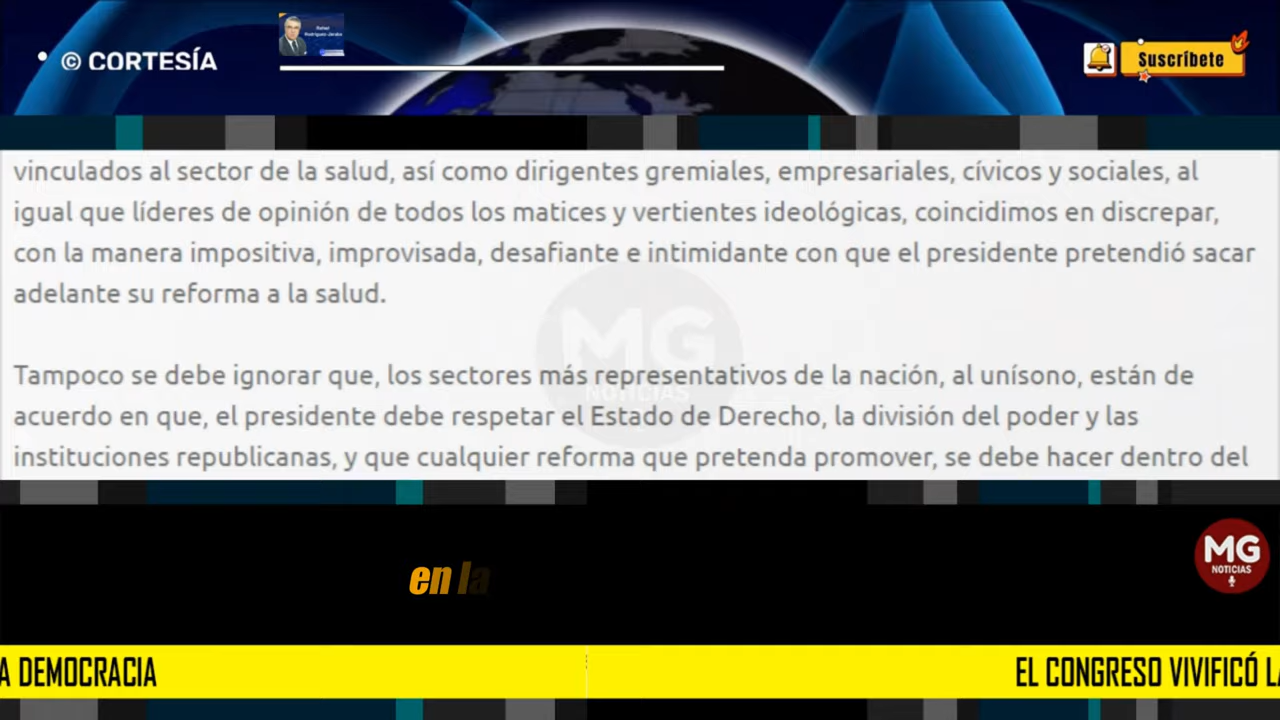 © CORTESÍA
Rafael
Rodríguez-Jaraba
Suscríbete
vinculados al sector de la salud, así como dirigentes gremiales, empresariales, cívicos y sociales, al
igual que líderes de opinión de todos los matices y vertientes ideológicas, coincidimos en discrepar,
con la manera impositiva, improvisada, desafiante e intimidante con que el presidente pretendió sacar
adelante su reforma a la salud.
Tampoco se debe ignorar que, los sectores más representativos de la nación, al unísono, están de
acuerdo en que, el presidente debe respetar el Estado de Derecho, la división del poder y las
instituciones republicanas, y que cualquier reforma que pretenda promover, se debe hacer dentro del
MG
NOTICIAS
en la
MG
NOTICIAS
A DEMOCRACIA
EL CONGRESO VIVIFICÓ LA